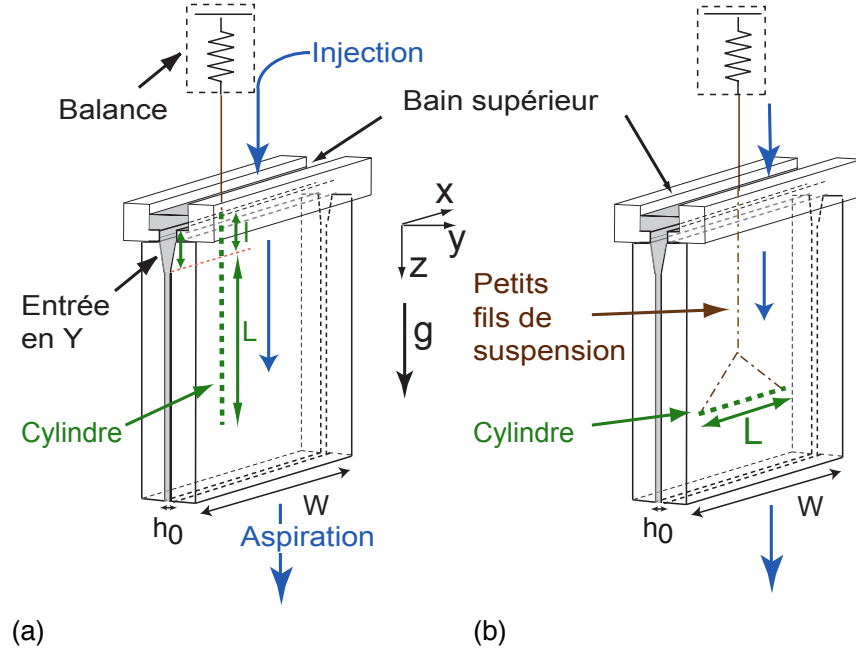 Injection
Balance
Bain supérieur
l
x
y
z
Entrée
en Y
L
g
Petits
fils de
suspension
Cylindre
Cylindre
L
W
h0
Aspiration
W
h0
(a)
(b)